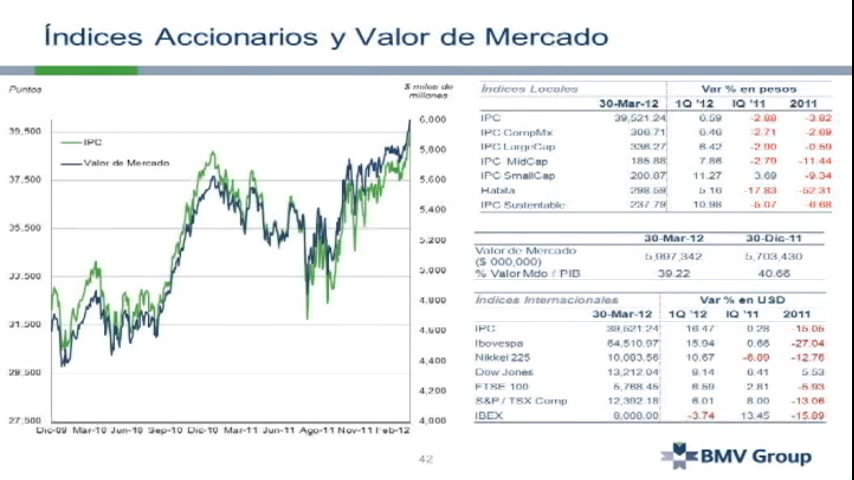 Índices Accionarios y Valor de Mercado
Puntos
$ miles de
millones
IPC
Valor de Mercado
39,500
37,500
35,500
33,500
31,500
29,500
27,500
6,000
5,800
5,600
5,400
5,200
5,000
4,800
4,600
4,400
4,200
4,000
Dic-09 Mar-10 Jun-10 Sep-10 Dic-10 Mar-11 Jun-11 Ago-11 Nov-11 Feb-12
Índices Locales Var % en pesos
30-Mar-12 1Q '12 IQ '11 2011
IPC 39,521.24 6.59 -2.88 -3.82
IPC CompMx 306.71 6.46 -2.71 -2.69
IPC LargeCap 336.27 6.42 -2.90 -0.59
IPC MidCap 185.88 7.86 -2.79 -11.44
IPC SmallCap 200.87 11.27 3.69 -9.34
Habita 298.59 5.16 -17.83 -52.31
IPC Sustentable 237.79 10.98 -5.07 -6.68
30-Mar-12 30-Dic-11
Valor de Mercado
($ 000,000) 5,997,342 5,703,430
% Valor Mdo / PIB 39.22 40.66
Índices Internacionales Var % en USD
30-Mar-12 1Q '12 IQ '11 2011
IPC 39,521.24 16.47 0.28 -15.05
Ibovespa 64,510.97 15.94 0.66 -27.04
Nikkei 225 10,083.56 10.67 -6.89 -12.76
Dow Jones 13,212.04 8.14 6.41 5.53
FTSE 100 5,768.45 6.59 2.81 -5.93
S&P / TSX Comp 12,392.18 6.01 8.00 -13.06
IBEX 8,008.00 -3.74 13.45 -15.89
42
BMV Group